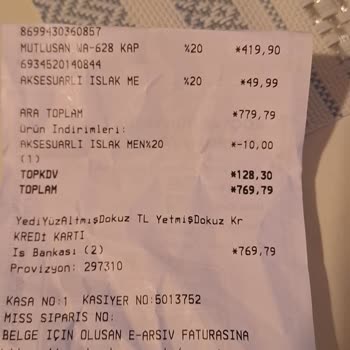 8699430360857
MUTLUSAN WA-628 KAP %20 *419,90
6934520140844
AKSESUARLI ISLAK ME %20 *49,99
ARA TOPLAM *779,79
Ürün İndirimleri:
AKSESUARLI ISLAK MEN%20 *-10,00
(1)
TOPKDV *128,30
TOPLAM *769,79
YediYüzAltmışDokuz TL YetmişDokuz Kr
KREDİ KARTI
İs Bankası (2) *769,79
Provizyon: 297310
KASA NO:1 KASIYER NO:5013752
MISS SIPARIS NO:
BELGE IÇIN OLUSAN E-ARSIV FATURASINA